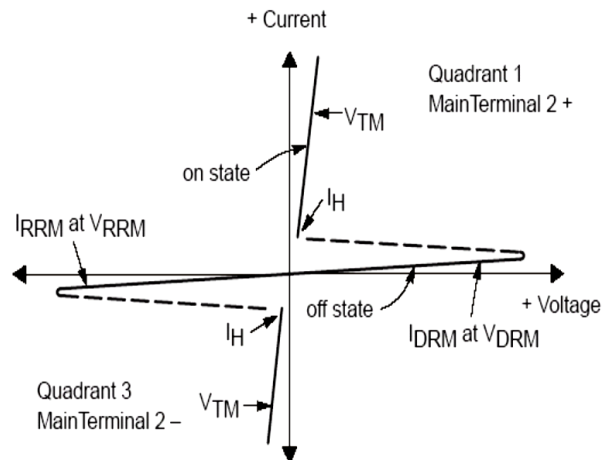 + Current
Quadrant 1
MainTerminal 2 +
VTM
on state
IH
IRRM at VRRM
+ Voltage
off state
IDRM at VDRM
IH
Quadrant 3
MainTerminal 2 –
VTM